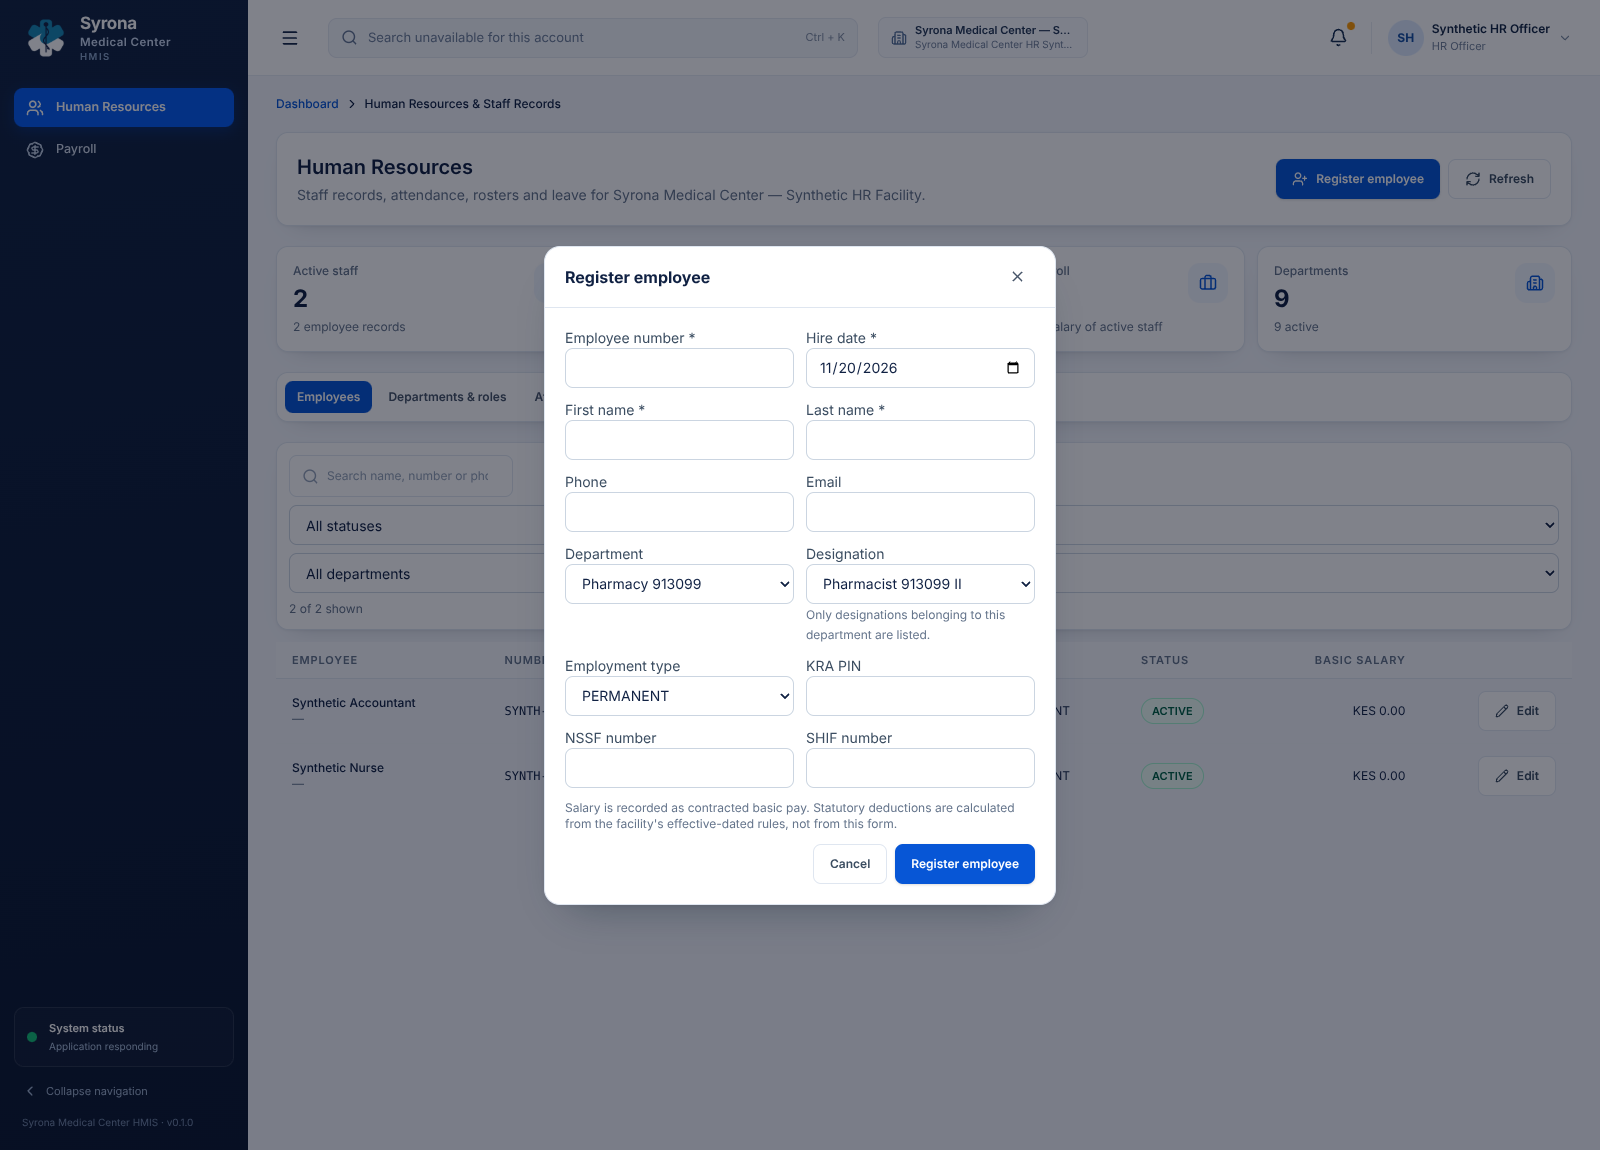 Syrona
Medical Center
HMIS
Human Resources
Payroll
System status
Application responding
Collapse navigation
Syrona Medical Center HMIS · v0.1.0
Search unavailable for this account
Ctrl + K
Syrona Medical Center — S...
Syrona Medical Center HR Synt...
SH
Synthetic HR Officer
HR Officer
Dashboard
Human Resources & Staff Records
Human Resources
Staff records, attendance, rosters and leave for Syrona Medical Center — Synthetic HR Facility.
Register employee
Refresh
Active staff
2
2 employee records
oll
alary of active staff
Departments
9
9 active
Employees
Departments & roles
Search name, number or
All statuses
All departments
2 of 2 shown
EMPLOYEE
STATUS
BASIC SALARY
Synthetic Accountant
—
SYNTH-
NT
ACTIVE
KES 0.00
Edit
Synthetic Nurse
—
SYNTH-
NT
ACTIVE
KES 0.00
Edit
Register employee
Employee number *
Hire date *
11/20/2026
First name *
Last name *
Phone
Email
Department
Designation
Pharmacy 913099
Pharmacist 913099 II
Only designations belonging to this
department are listed.
Employment type
KRA PIN
PERMANENT
NSSF number
SHIF number
Salary is recorded as contracted basic pay. Statutory deductions are calculated
from the facility's effective-dated rules, not from this form.
Cancel
Register employee